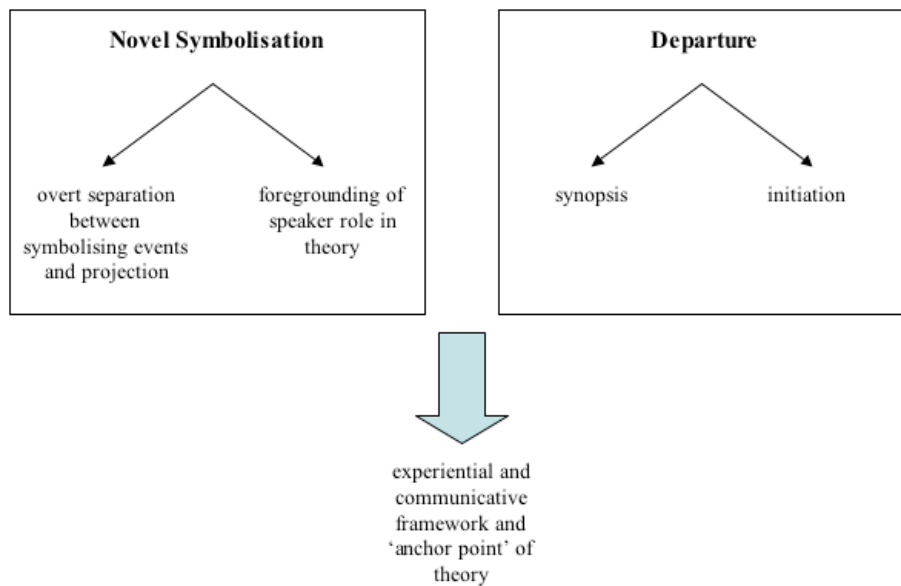 Novel Symbolisation
overt separation
between
symbolising events
and projection
foregrounding of
speaker role in
theory
Departure
synopsis
initiation
experiential and
communicative
framework and
‘anchor point’ of
theory